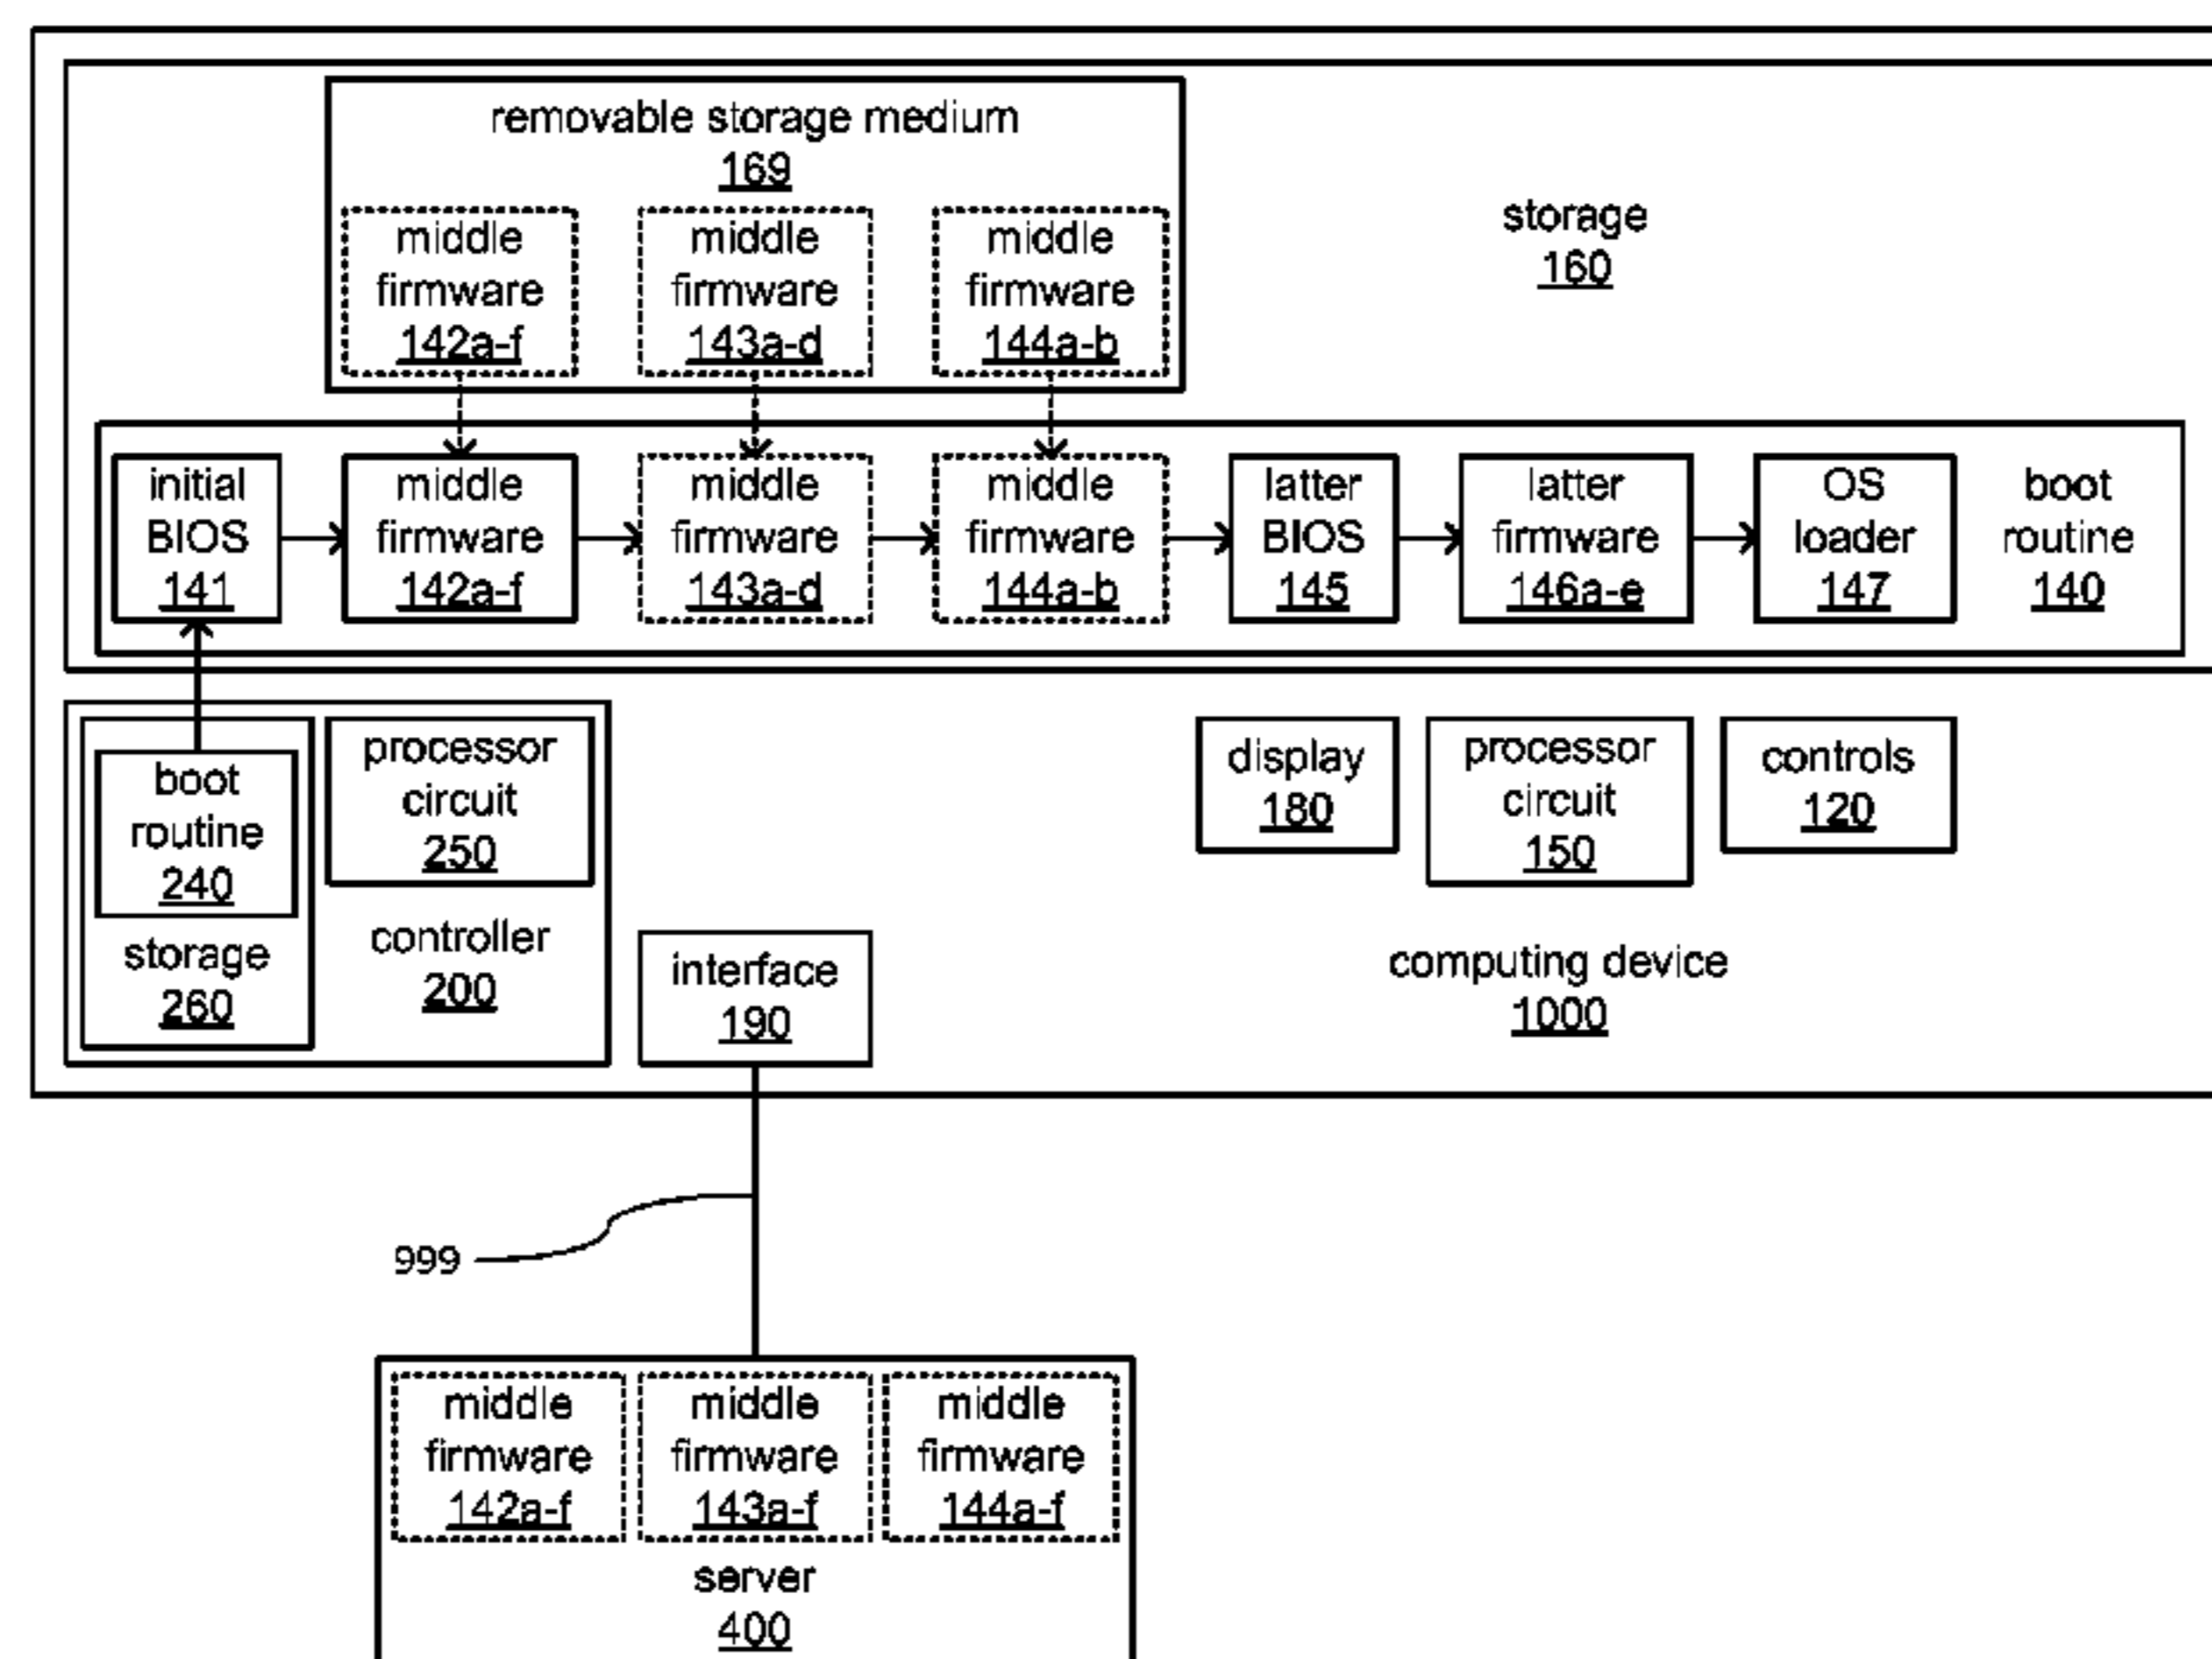 removable storage medium
169
middle
firmware
142a-f
middle
firmware
143a-d
middle
firmware
144a-b
storage
160
initial
BIOS
141
middle
firmware
142a-f
middle
firmware
143a-d
middle
firmware
144a-b
latter
BIOS
145
latter
firmware
146a-e
OS
loader
147
boot
routine
140
boot
routine
240
storage
260
processor
circuit
250
controller
200
interface
190
display
180
processor
circuit
150
controls
120
computing device
1000
999
middle
firmware
142a-f
middle
firmware
143a-f
middle
firmware
144a-f
server
400